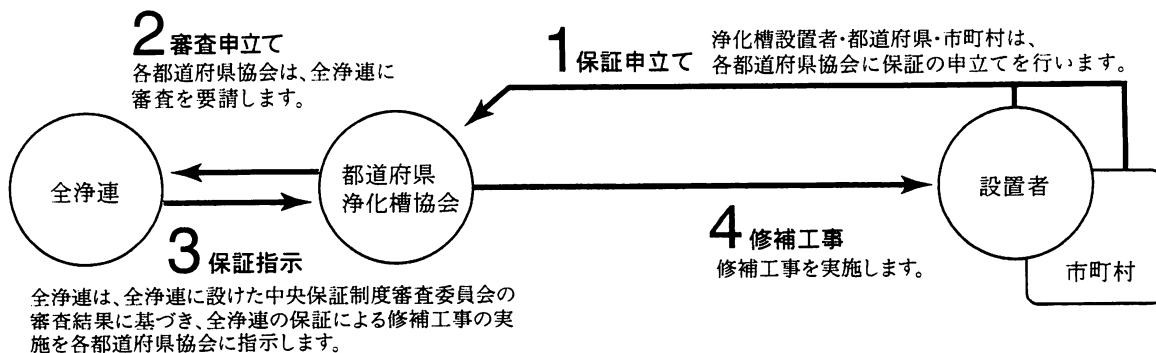 2 審査申立て
各都道府県協会は、全浄連に
審査を要請します。
1 保証申立て
浄化槽設置者・都道府県・市町村は、
各都道府県協会に保証の申立てを行います。
全浄連
都道府県
浄化槽協会
設置者
市町村
3 保証指示
全浄連は、全浄連に設けた中央保証制度審査委員会の
審査結果に基づき、全浄連の保証による修補工事の実
施を各都道府県協会に指示します。
4 修補工事
修補工事を実施します。